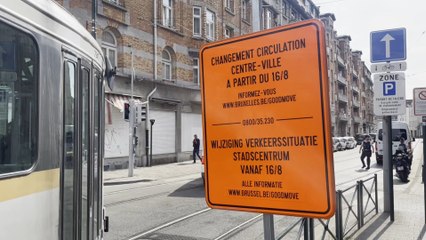 CHANGEMENT CIRCULATION
CENTRE-VILLE
A PARTIR DU 16/8
INFORMEZ-VOUS
WWW.BRUXELLES.BE/GOODMOVE
0800/35.230
WIJZIGING VERKEERSSITUATIE
STADSCENTRUM
VANAF 16/8
ALLE INFORMATIE
WWW.BRUSSEL.BE/GOODMOVE
1
ZONE
P